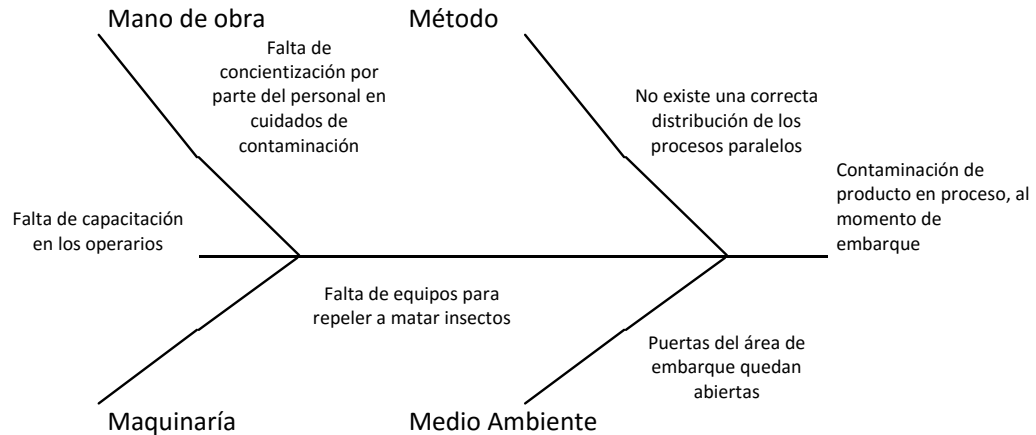 Mano de obra
Método
Falta de
concientización por
parte del personal en
cuidados de
contaminación
No existe una correcta
distribución de los
procesos paralelos
Contaminación de
producto en proceso, al
momento de
embarque
Falta de capacitación
en los operarios
Falta de equipos para
repeler a matar insectos
Puertas del área de
embarque quedan
abiertas
Maquinaría
Medio Ambiente